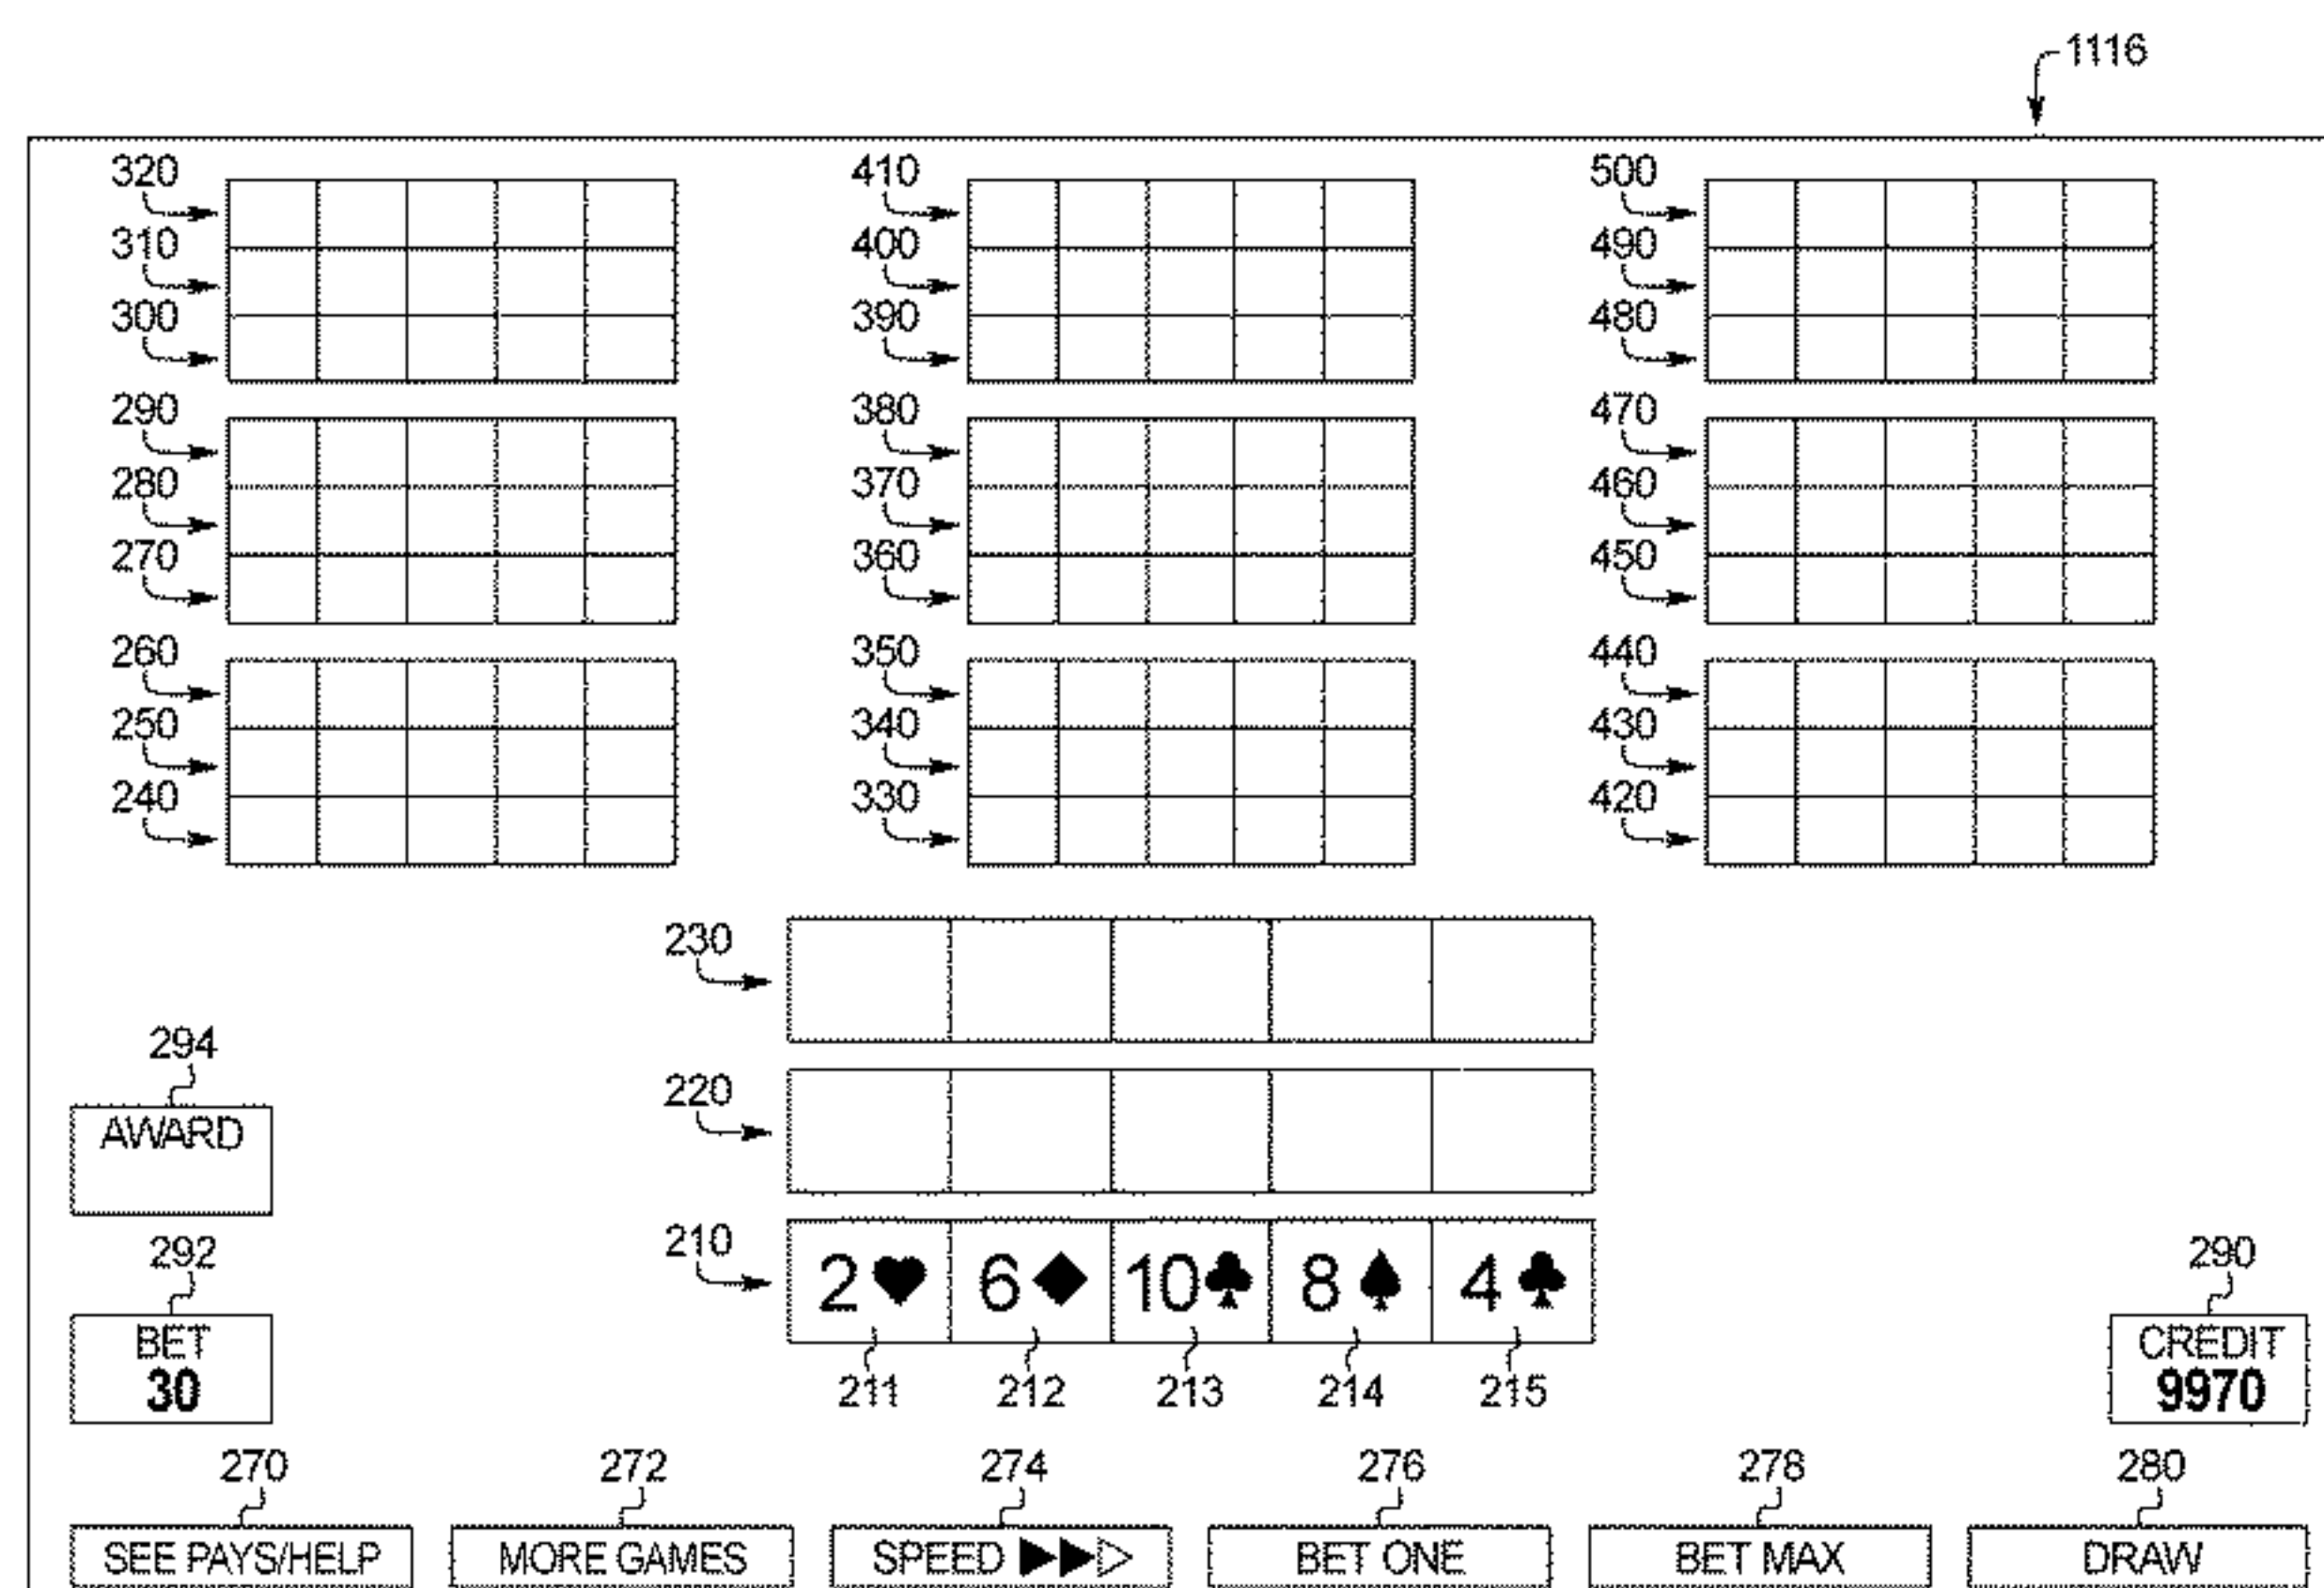 1116
320 410 500
310 400 490
300 390 480
290 380 470
280 370 460
270 360 450
260 350 440
250 340 430
240 330 420
230
294 220
AWARD
292 210 2♥ 6♦ 10♣ 8♠ 4♣ 290
BET CREDIT
30 211 212 213 214 215 9970
270 272 274 276 278 280
SEE PAYS/HELP MORE GAMES SPEED ▶▶▷ BET ONE BET MAX DRAW